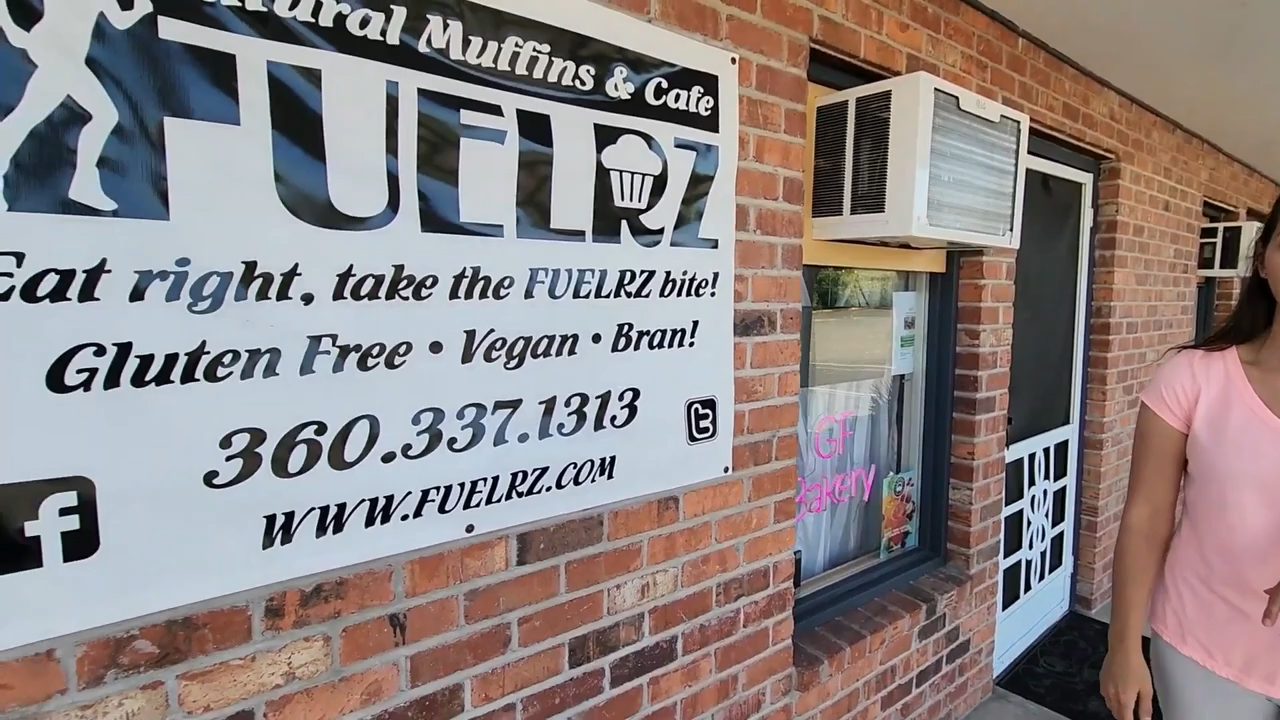 Muffins & Cafe
FUELRZ
Eat right, take the FUELRZ bite!
Gluten Free • Vegan • Bran!
360.337.1313
WWW.FUELRZ.COM
f
t
GF
Bakery